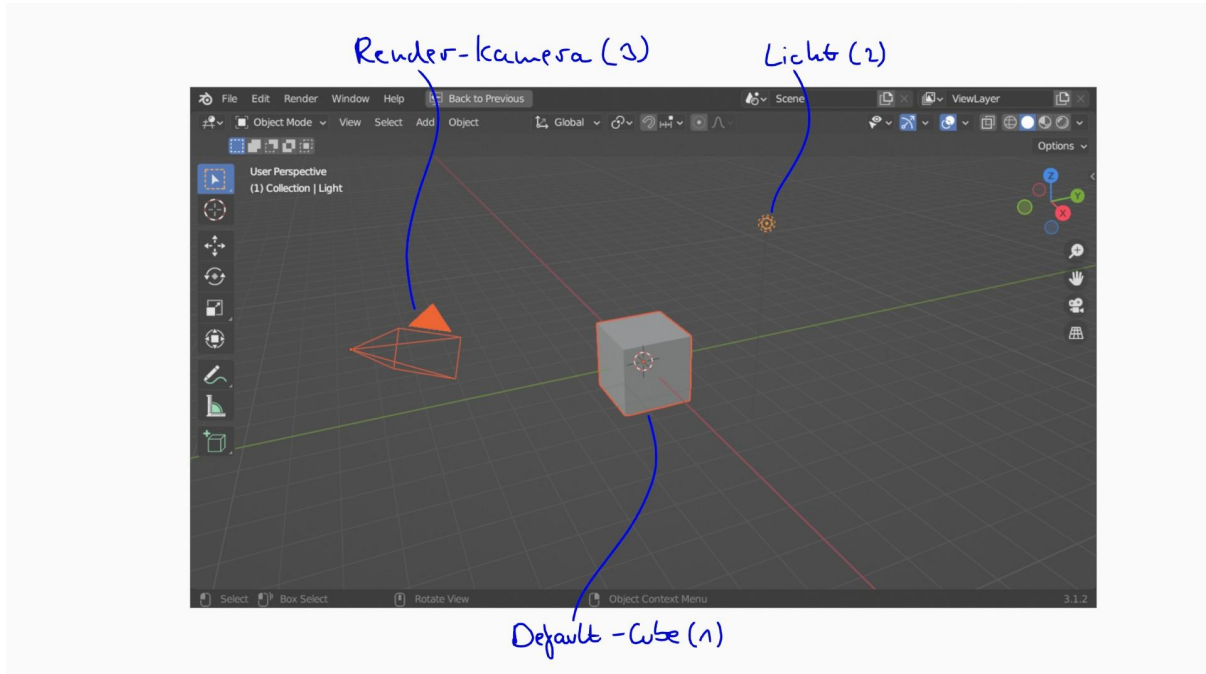 Render-Kamera (3)
Licht (2)
File Edit Render Window Help Back to Previous Scene ViewLayer
Object Mode View Select Add Object Global
Options
User Perspective
(1) Collection | Light
Z
Y
X
Select Box Select Rotate View Object Context Menu 3.1.2
Default-Cube (1)